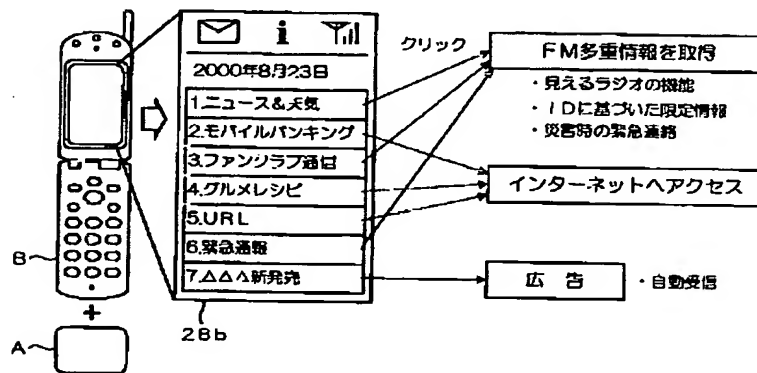 クリック
2000年8月23日
1.ニュース&天気
2.モバイルバンキング
3.ファンクラブ通信
4.グルメレシピ
5.URL
6.緊急通報
7.△△△新発売
28b
B
+
A
FM多重情報を取得
・見えるラジオの機能
・IDに基づいた限定情報
・災害時の緊急連絡
インターネットへアクセス
広 告
・自動受信